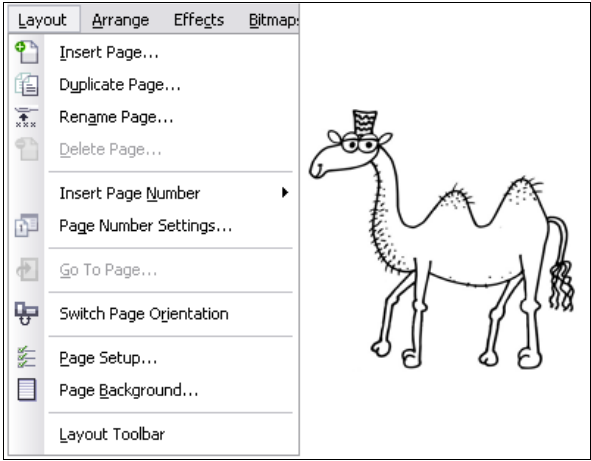 Layout Arrange Effects Bitmaps
Insert Page...
Duplicate Page...
Rename Page...
Delete Page...
Insert Page Number
Page Number Settings...
Go To Page...
Switch Page Orientation
Page Setup...
Page Background...
Layout Toolbar